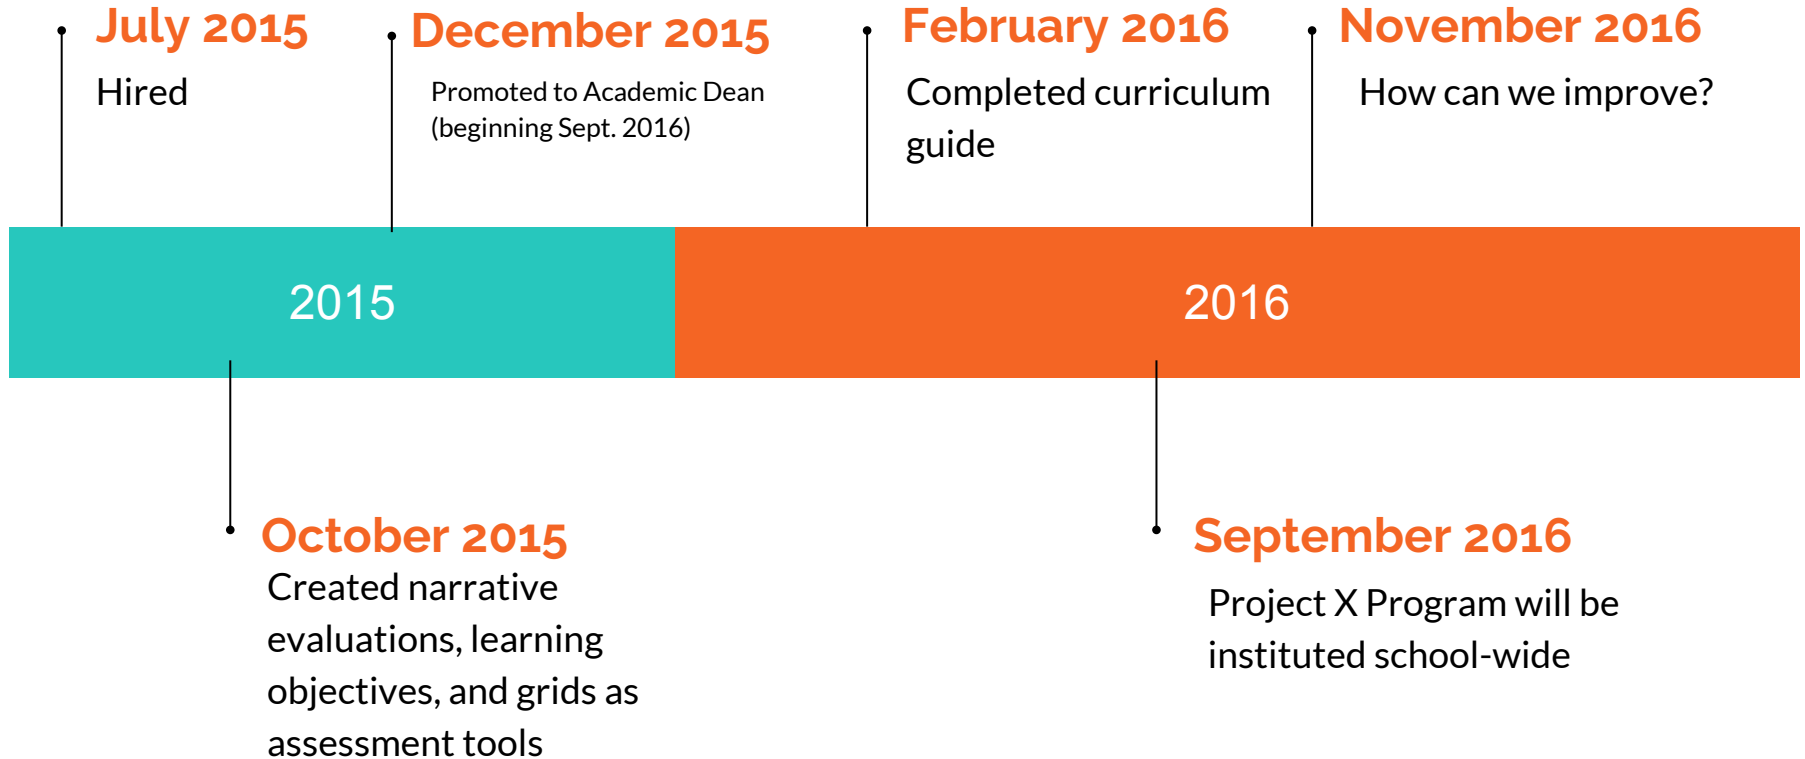 July 2015
Hired
December 2015
Promoted to Academic Dean
(beginning Sept. 2016)
February 2016
Completed curriculum
guide
November 2016
How can we improve?
2015
2016
October 2015
Created narrative
evaluations, learning
objectives, and grids as
assessment tools
September 2016
Project X Program will be
instituted school-wide